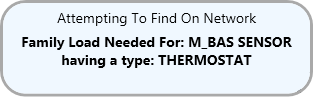 Attempting To Find On Network
Family Load Needed For: M_BAS SENSOR
having a type: THERMOSTAT